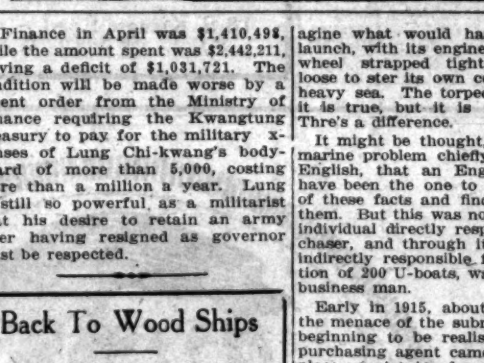 Finance in April was $1,410,498,
ile the amount spent was $2,442,211,
ving a deficit of $1,031,721. The
ndition will be made worse by a
ent order from the Ministry of
nance requiring the Kwangtung
easury to pay for the military x-
nses of Lung Chi-kwang's body-
ard of more than 5,000, costing
re than a million a year. Lung
still so powerful as a militarist
at his desire to retain an army
er having resigned as governor
st be respected.
Back To Wood Ships
agine what would ha
launch, with its engine
wheel strapped tight
loose to ster its own co
heavy sea. The torped
it is true, but it is
Thre's a difference.
It might be thought,
marine problem chiefly
English, that an Eng
have been the one to
of these facts and find
them. But this was no
individual directly resp
chaser, and through it
indirectly responsible f
tion of 200 U-boats, wa
business man.
Early in 1915, about
the menace of the subm
beginning to be realis
purchasing agent came